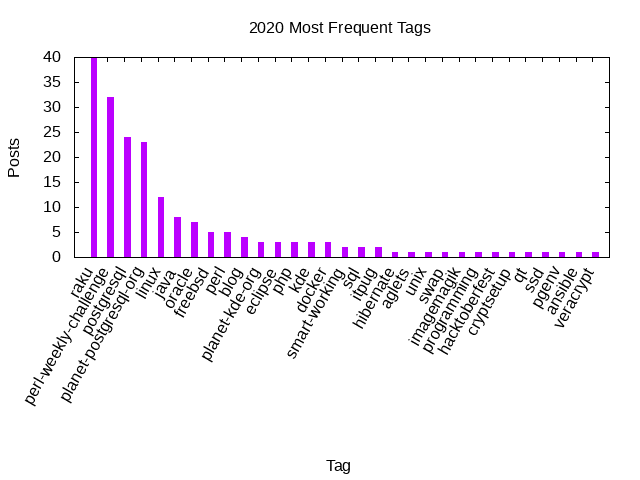 2020 Most Frequent Tags
40
35
30
25
20
15
10
5
0
Posts
raku
perl-weekly-challenge
postgresql
planet-postgresql-org
linux
java
oracle
freebsd
perl
blog
planet-kde-org
eclipse
php
kde
docker
smart-working
sql
itpug
hibernate
aglets
unix
swap
imagemagik
programming
hacktoberfest
cryptsetup
qt
ssd
pgenv
ansible
veracrypt
Tag